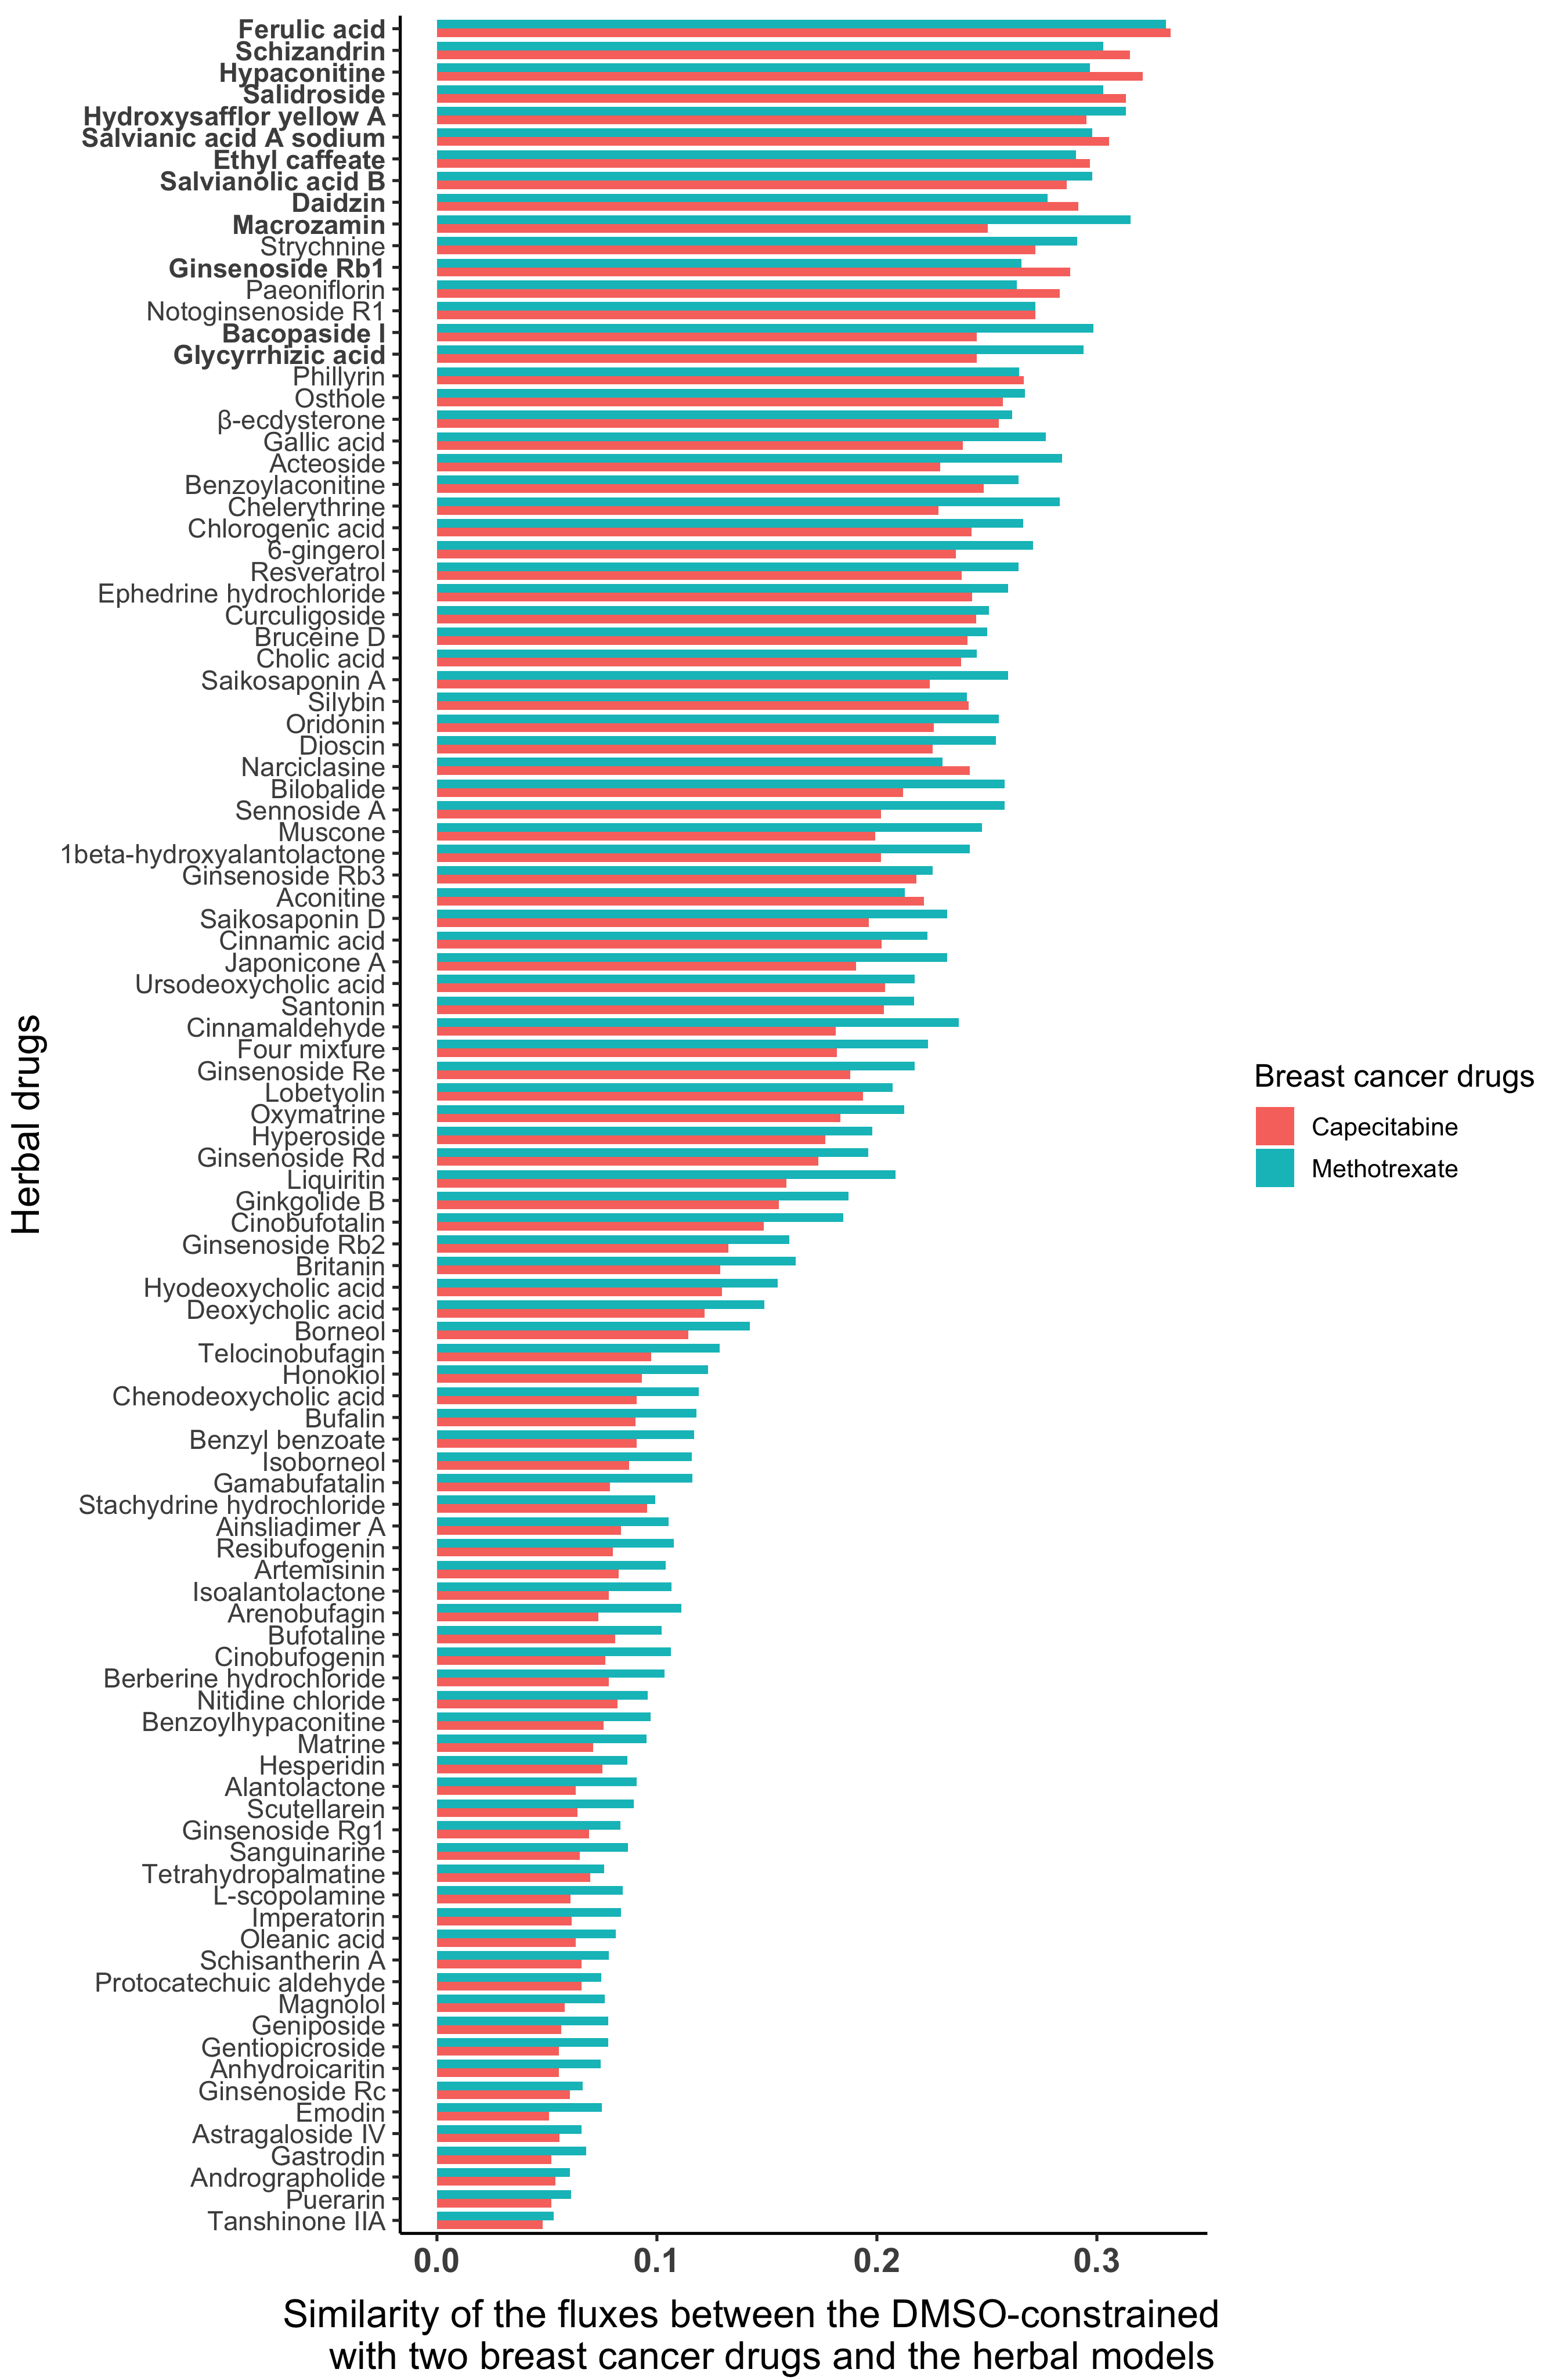 Ferulic acid
Schizandrin
Hypaconitine
Salidroside
Hydroxysafflor yellow A
Salvianic acid A sodium
Ethyl caffeate
Salvianolic acid B
Daidzin
Macrozamin
Strychnine
Ginsenoside Rb1
Paeoniflorin
Notoginsenoside R1
Bacopaside I
Glycyrrhizic acid
Phillyrin
Osthole
β-ecdysterone
Gallic acid
Acteoside
Benzoylaconitine
Chelerythrine
Chlorogenic acid
6-gingerol
Resveratrol
Ephedrine hydrochloride
Curculigoside
Bruceine D
Cholic acid
Saikosaponin A
Silybin
Oridonin
Dioscin
Narciclasine
Bilobalide
Sennoside A
Muscone
1beta-hydroxyalantolactone
Ginsenoside Rb3
Aconitine
Saikosaponin D
Cinnamic acid
Japonicone A
Ursodeoxycholic acid
Santonin
Cinnamaldehyde
Four mixture
Ginsenoside Re
Lobetyolin
Oxymatrine
Hyperoside
Ginsenoside Rd
Liquiritin
Ginkgolide B
Cinobufotalin
Ginsenoside Rb2
Britanin
Hyodeoxycholic acid
Deoxycholic acid
Borneol
Telocinobufagin
Honokiol
Chenodeoxycholic acid
Bufalin
Benzyl benzoate
Isoborneol
Gamabufatalin
Stachydrine hydrochloride
Ainsliadimer A
Resibufogenin
Artemisinin
Isoalantolactone
Arenobufagin
Bufotaline
Cinobufogenin
Berberine hydrochloride
Nitidine chloride
Benzoylhypaconitine
Matrine
Hesperidin
Alantolactone
Scutellarein
Ginsenoside Rg1
Sanguinarine
Tetrahydropalmatine
L-scopolamine
Imperatorin
Oleanic acid
Schisantherin A
Protocatechuic aldehyde
Magnolol
Geniposide
Gentiopicroside
Anhydroicaritin
Ginsenoside Rc
Emodin
Astragaloside IV
Gastrodin
Andrographolide
Puerarin
Tanshinone IIA
Herbal drugs
0.0 0.1 0.2 0.3
Similarity of the fluxes between the DMSO-constrained
with two breast cancer drugs and the herbal models
Breast cancer drugs
Capecitabine
Methotrexate